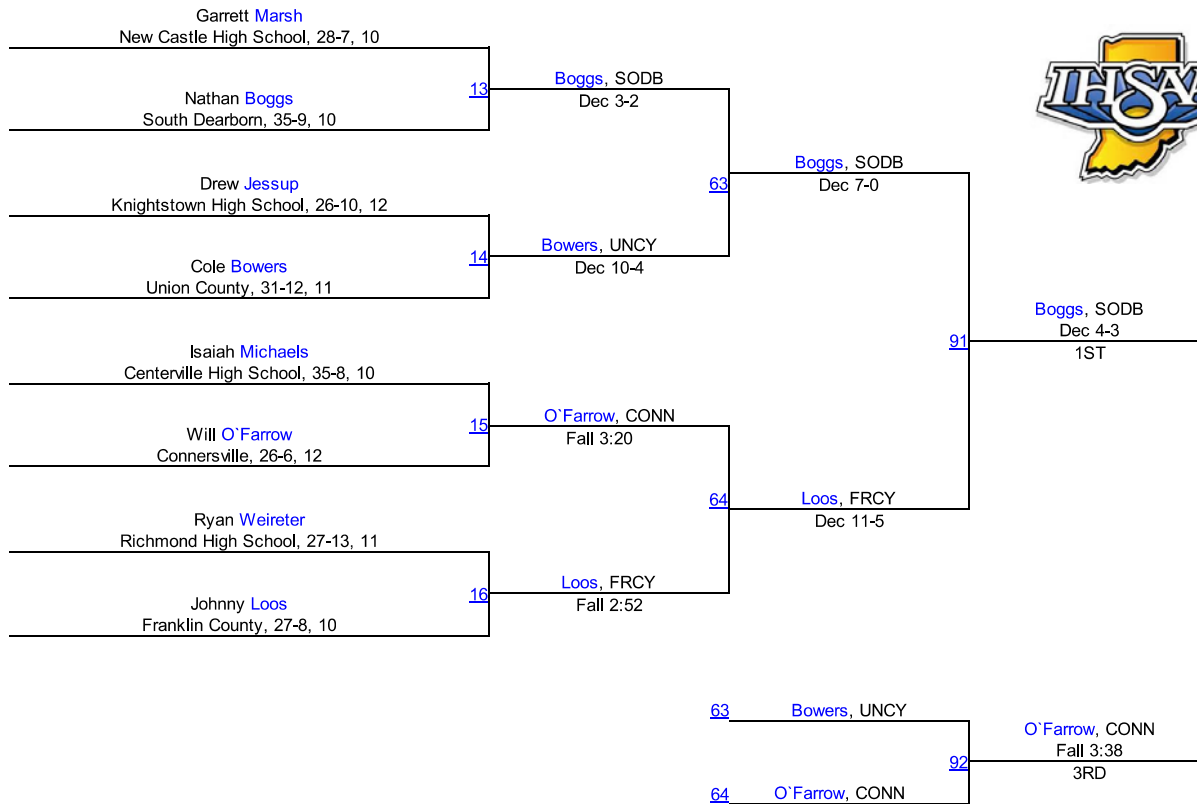 Garrett Marsh
New Castle High School, 28-7, 10
13
Boggs, SODB
Dec 3-2
Nathan Boggs
South Dearborn, 35-9, 10
IHSAA
63
Boggs, SODB
Dec 7-0
Drew Jessup
Knightstown High School, 26-10, 12
14
Bowers, UNCY
Dec 10-4
Cole Bowers
Union County, 31-12, 11
91
Boggs, SODB
Dec 4-3
1ST
Isaiah Michaels
Centerville High School, 35-8, 10
15
O`Farrow, CONN
Fall 3:20
Will O`Farrow
Connersville, 26-6, 12
64
Loos, FRCY
Dec 11-5
Ryan Weireter
Richmond High School, 27-13, 11
16
Loos, FRCY
Fall 2:52
Johnny Loos
Franklin County, 27-8, 10
63
Bowers, UNCY
92
O`Farrow, CONN
Fall 3:38
3RD
64
O`Farrow, CONN